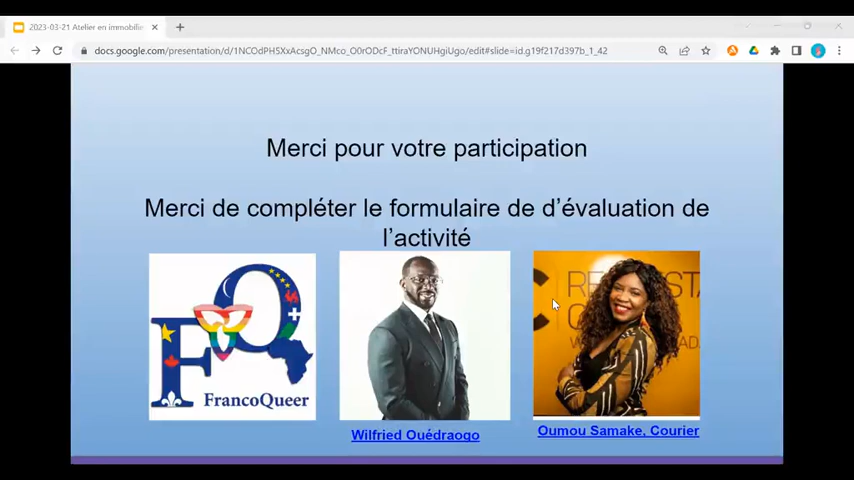 2023-03-21 Atelier en immobilie
docs.google.com/presentation/d/1NCOdPHSXxAcsgO_NMco_O0rODcF_ttiraYONUHgiUgo/edit#slide=id.g19f217d397b_1_42
Merci pour votre participation
Merci de compléter le formulaire de d’évaluation de
l’activité
FQ
FrancoQueer
Wilfried Ouédraogo
Oumou Samake, Courier